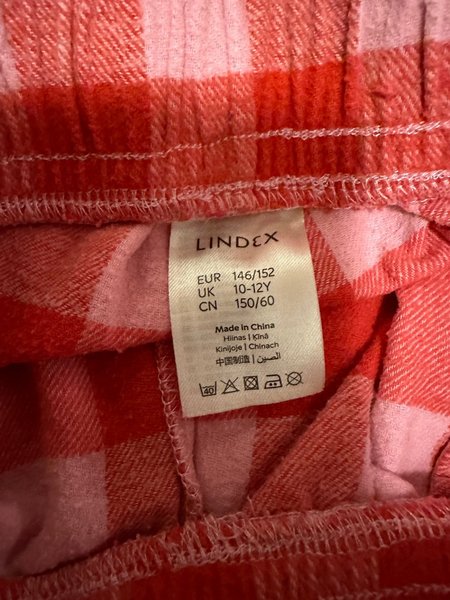 LINDEX
EUR 146/152
UK 10-12Y
CN 150/60
Made in China
Hiinas | Ķīnā
Kinijoje | Chinach
中国制造 | الصين
40